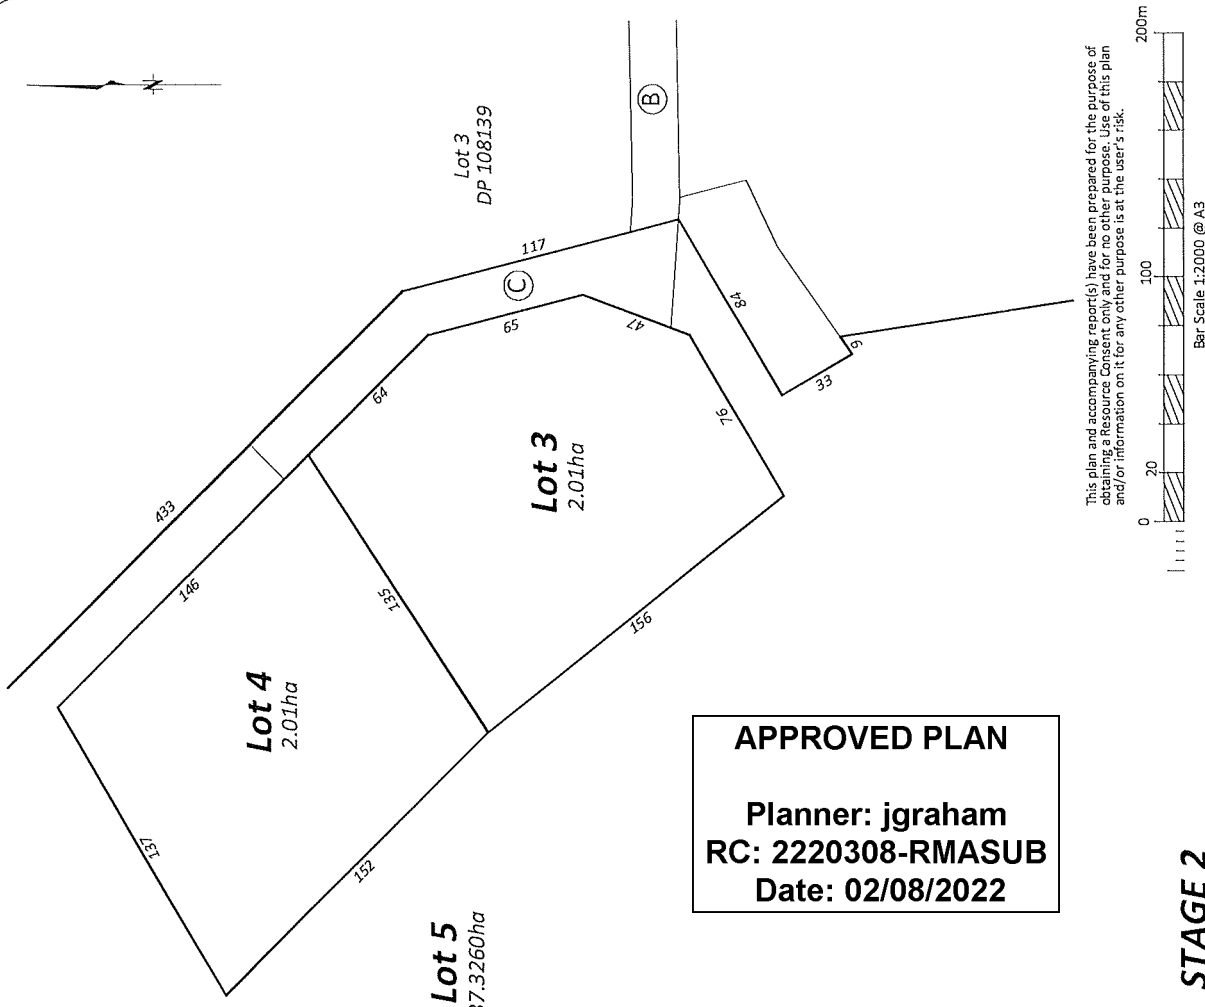 N
Lot 3
DP 108139
B
117
C
65
47
84
9
33
76
64
433
146
Lot 3
2.01ha
135
156
Lot 4
2.01ha
137
152
Lot 5
37.3260ha
APPROVED PLAN
Planner: jgraham
RC: 2220308-RMASUB
Date: 02/08/2022
This plan and accompanying report(s) have been prepared for the purpose of
obtaining a Resource Consent only and for no other purpose. Use of this plan
and/or information on it for any other purpose is at the user's risk.
0
20
100
200m
Bar Scale 1:2000 @ A3
STAGE 2